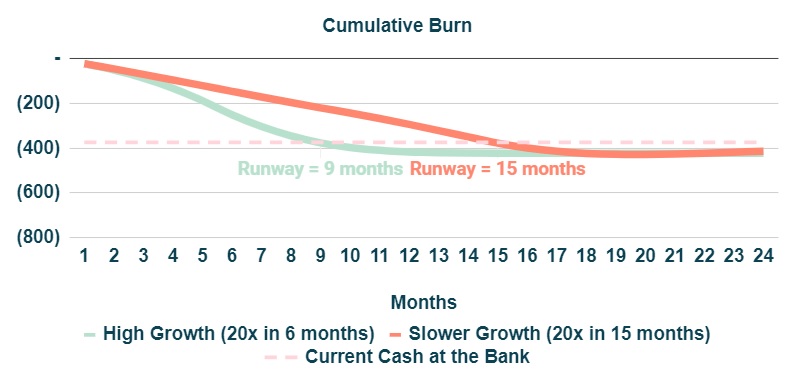 Cumulative Burn
-
(200)
(400)
Runway = 9 months Runway = 15 months
(600)
(800)
1 2 3 4 5 6 7 8 9 10 11 12 13 14 15 16 17 18 19 20 21 22 23 24
Months
High Growth (20x in 6 months) Slower Growth (20x in 15 months)
Current Cash at the Bank